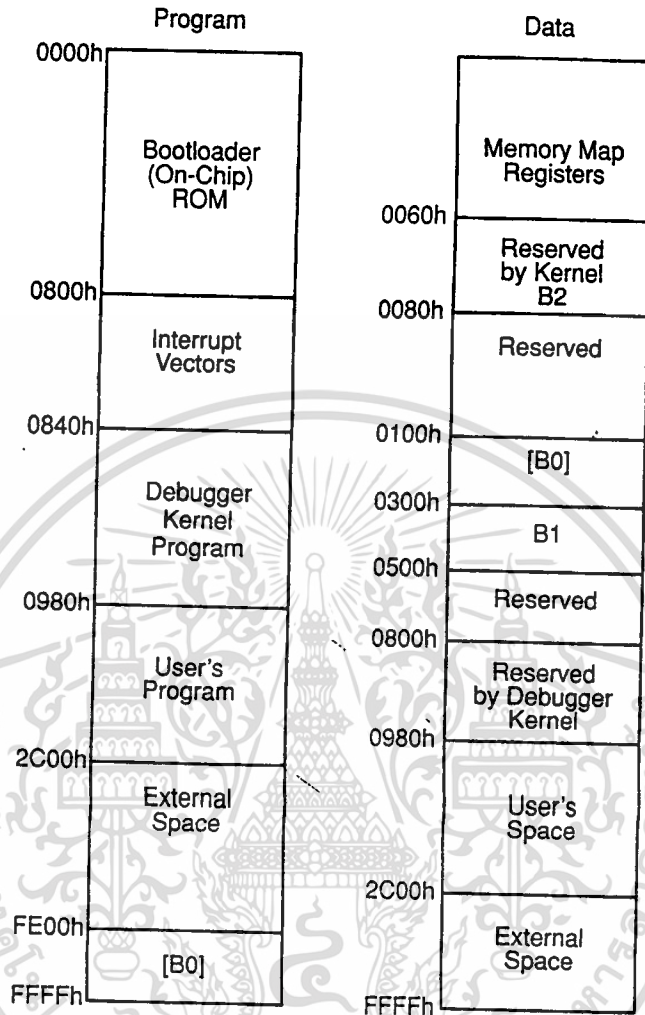 Program
0000h
Bootloader
(On-Chip)
ROM
0800h
Interrupt
Vectors
0840h
Debugger
Kernel
Program
0980h
User's
Program
2C00h
External
Space
FE00h
[B0]
FFFFh
Data
Memory Map
Registers
0060h
Reserved
by Kernel
B2
0080h
Reserved
0100h
[B0]
0300h
B1
0500h
Reserved
0800h
Reserved
by Debugger
Kernel
0980h
User's
Space
2C00h
External
Space
FFFFh